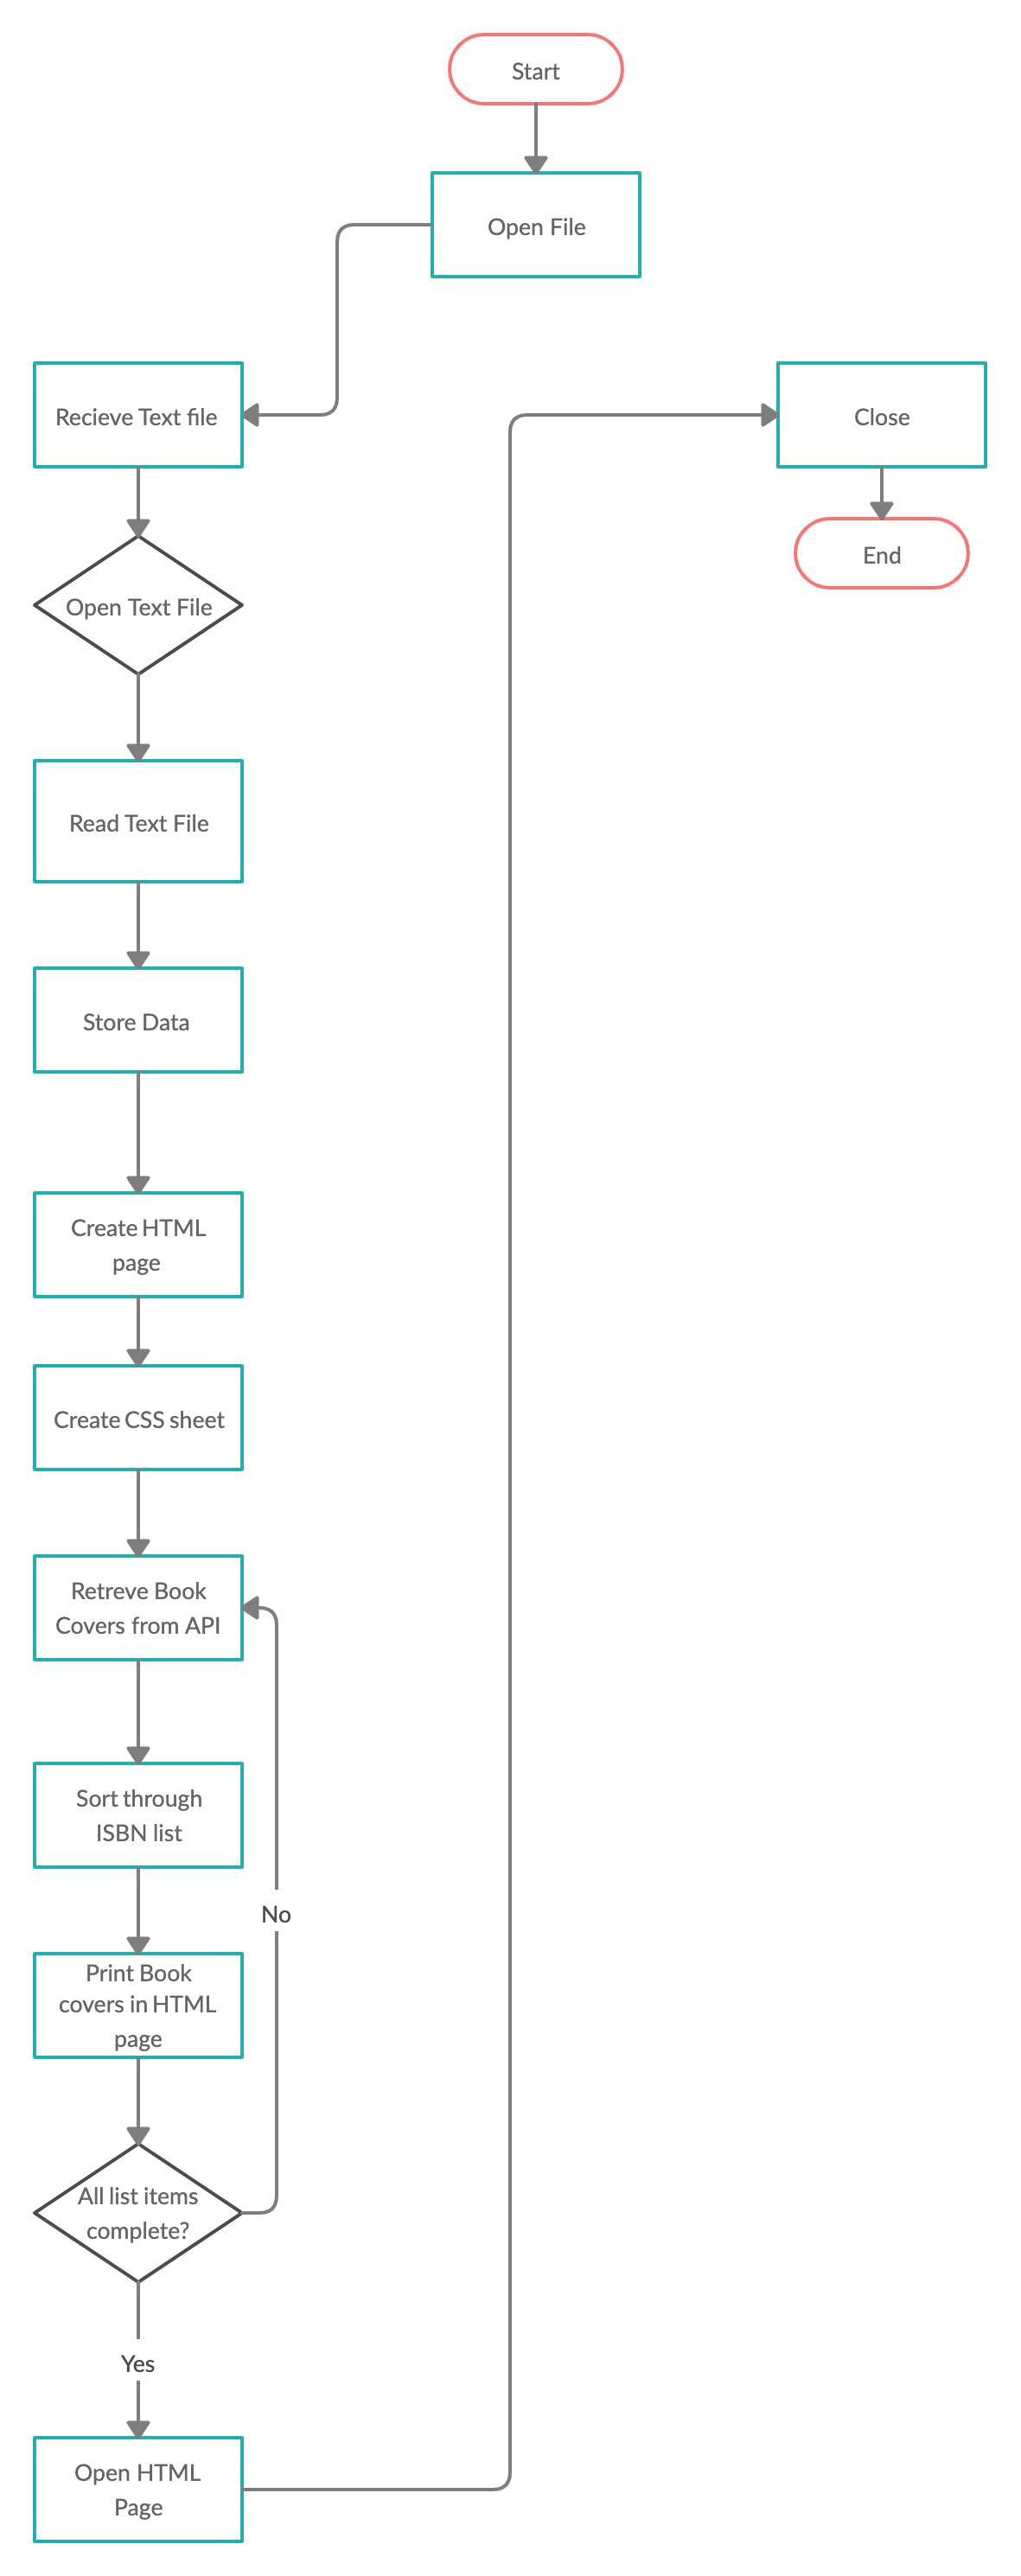 Start
Open File
Recieve Text file
Close
End
Open Text File
Read Text File
Store Data
Create HTML
page
Create CSS sheet
Retreve Book
Covers from API
Sort through
ISBN list
No
Print Book
covers in HTML
page
All list items
complete?
Yes
Open HTML
Page